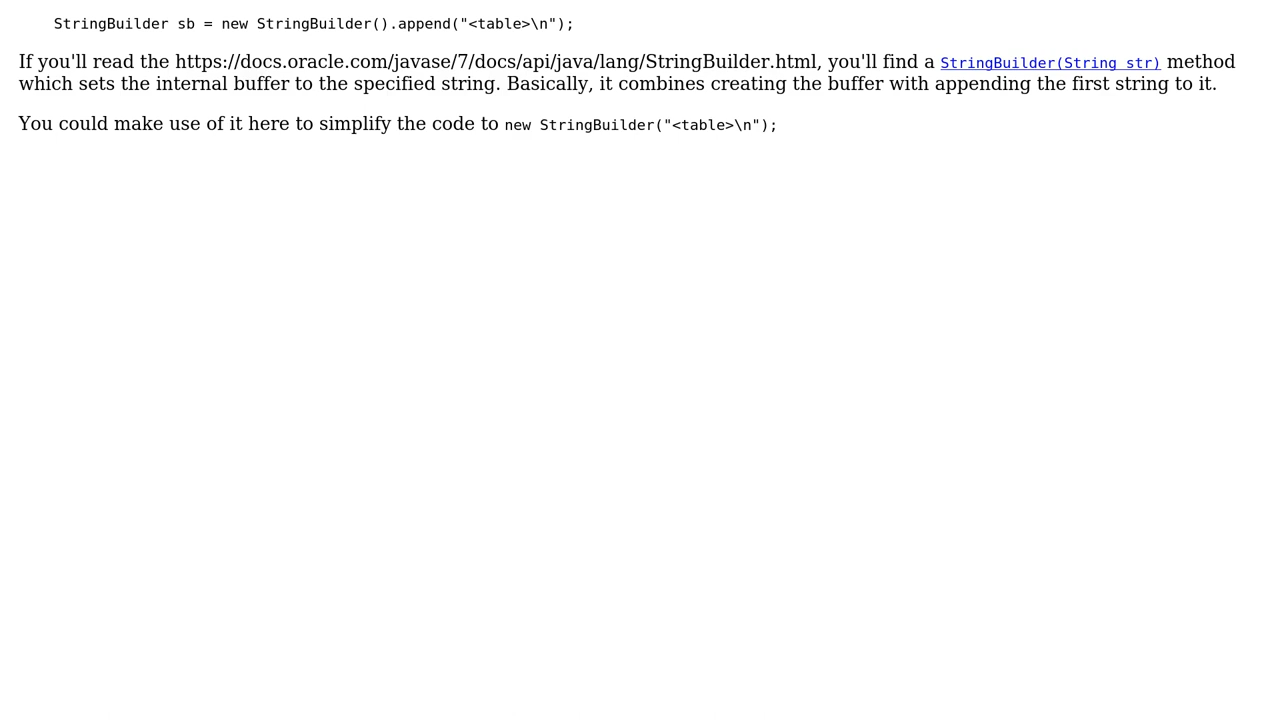 StringBuilder sb = new StringBuilder().append("<table>\n");
If you'll read the https://docs.oracle.com/javase/7/docs/api/java/lang/StringBuilder.html, you'll find a StringBuilder(String str) method
which sets the internal buffer to the specified string. Basically, it combines creating the buffer with appending the first string to it.
You could make use of it here to simplify the code to new StringBuilder("<table>\n");